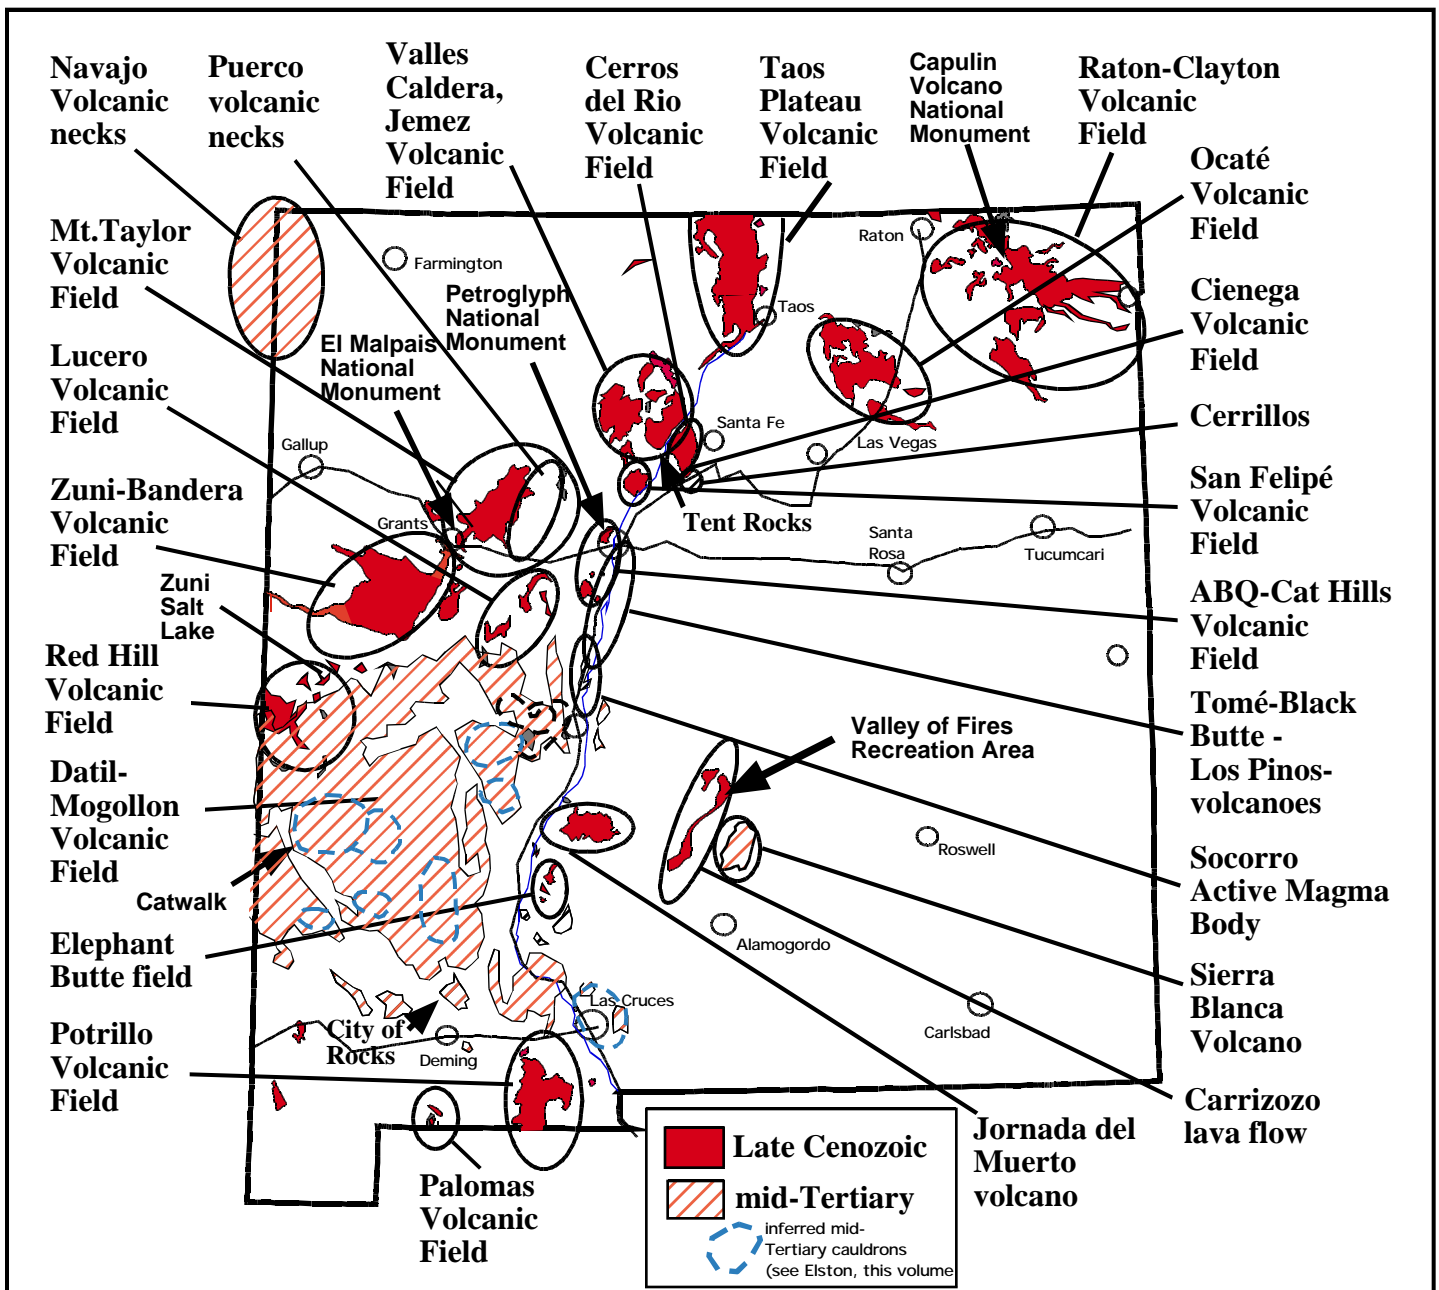 Navajo
Volcanic
necks
Puerco
volcanic
necks
Valles
Caldera,
Jemez
Volcanic
Field
Cerros
del Rio
Volcanic
Field
Taos
Plateau
Volcanic
Field
Capulin
Volcano
National
Monument
Raton-Clayton
Volcanic
Field
Ocaté
Volcanic
Field
Mt.Taylor
Volcanic
Field
Farmington
Raton
Taos
Petroglyph
National
Monument
El Malpais
National
Monument
Cienega
Volcanic
Field
Lucero
Volcanic
Field
Cerrillos
Santa Fe
Las Vegas
Gallup
Zuni-Bandera
Volcanic
Field
San Felipé
Volcanic
Field
Grants
Tent Rocks
Santa
Rosa
Tucumcari
Zuni
Salt
Lake
ABQ-Cat Hills
Volcanic
Field
Red Hill
Volcanic
Field
Tomé-Black
Butte -
Los Pinos-
volcanoes
Valley of Fires
Recreation Area
Datil-
Mogollon
Volcanic
Field
Roswell
Socorro
Active Magma
Body
Catwalk
Alamogordo
Elephant
Butte field
Sierra
Blanca
Volcano
Las Cruces
Carlsbad
City of
Rocks
Deming
Potrillo
Volcanic
Field
Carrizozo
lava flow
Jornada del
Muerto
volcano
Palomas
Volcanic
Field
Late Cenozoic
mid-Tertiary
inferred mid-
Tertiary cauldrons
(see Elston, this volume